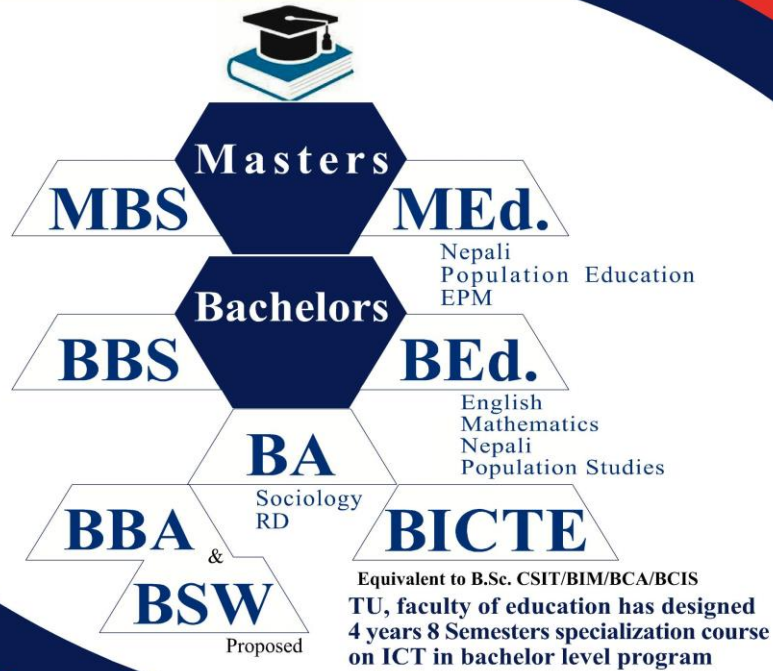 Masters
MBS
MEd.
Nepali
Population Education
EPM
Bachelors
BBS
BEd.
English
Mathematics
Nepali
Population Studies
BA
Sociology
RD
BBA
&
BSW
Proposed
BICTE
Equivalent to B.Sc. CSIT/BIM/BCA/BCIS
TU, faculty of education has designed
4 years 8 Semesters specialization course
on ICT in bachelor level program